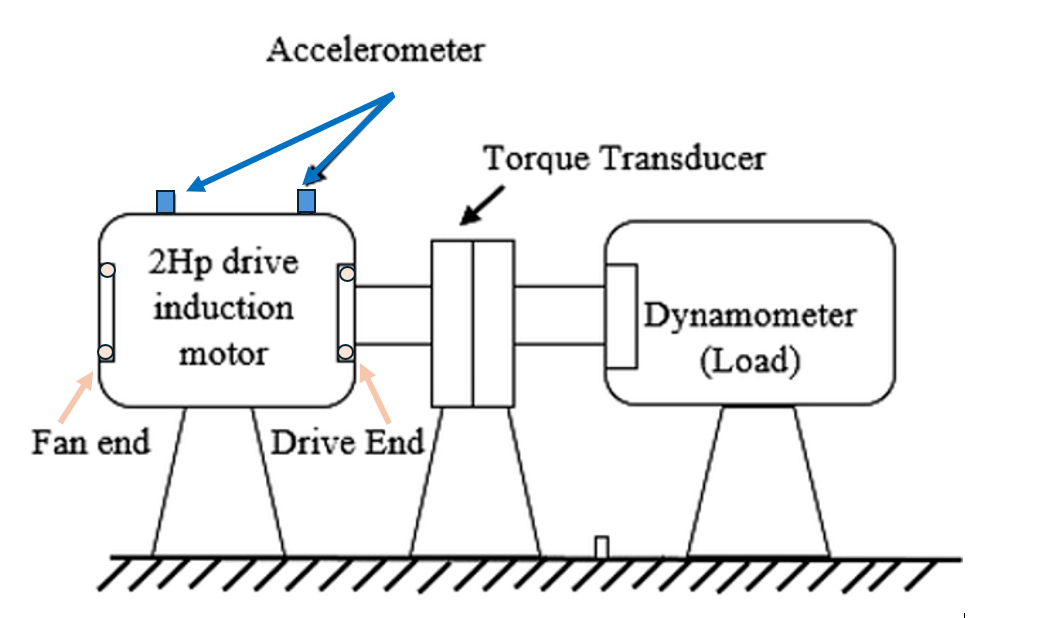 Accelerometer
Torque Transducer
2Hp drive
induction
motor
Dynamometer
(Load)
Fan end
Drive End